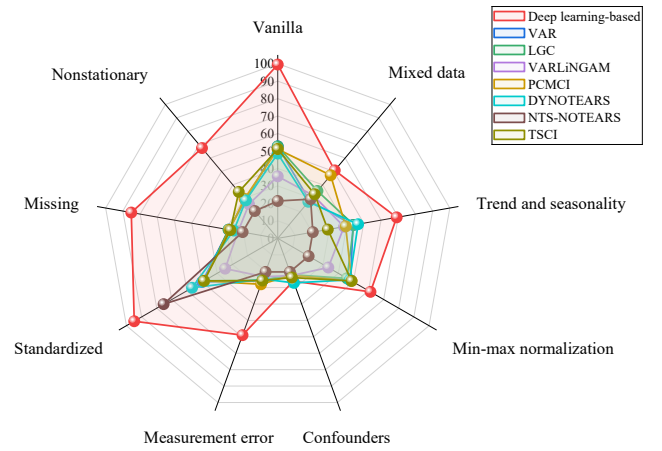 Vanilla
Mixed data
Trend and seasonality
Min-max normalization
Confounders
Measurement error
Standardized
Missing
Nonstationary
100
90
80
70
60
50
30
20
10
0
Deep learning-based
VAR
LGC
VARLiNGAM
PCMCI
DYNOTEARS
NTS-NOTEARS
TSCI